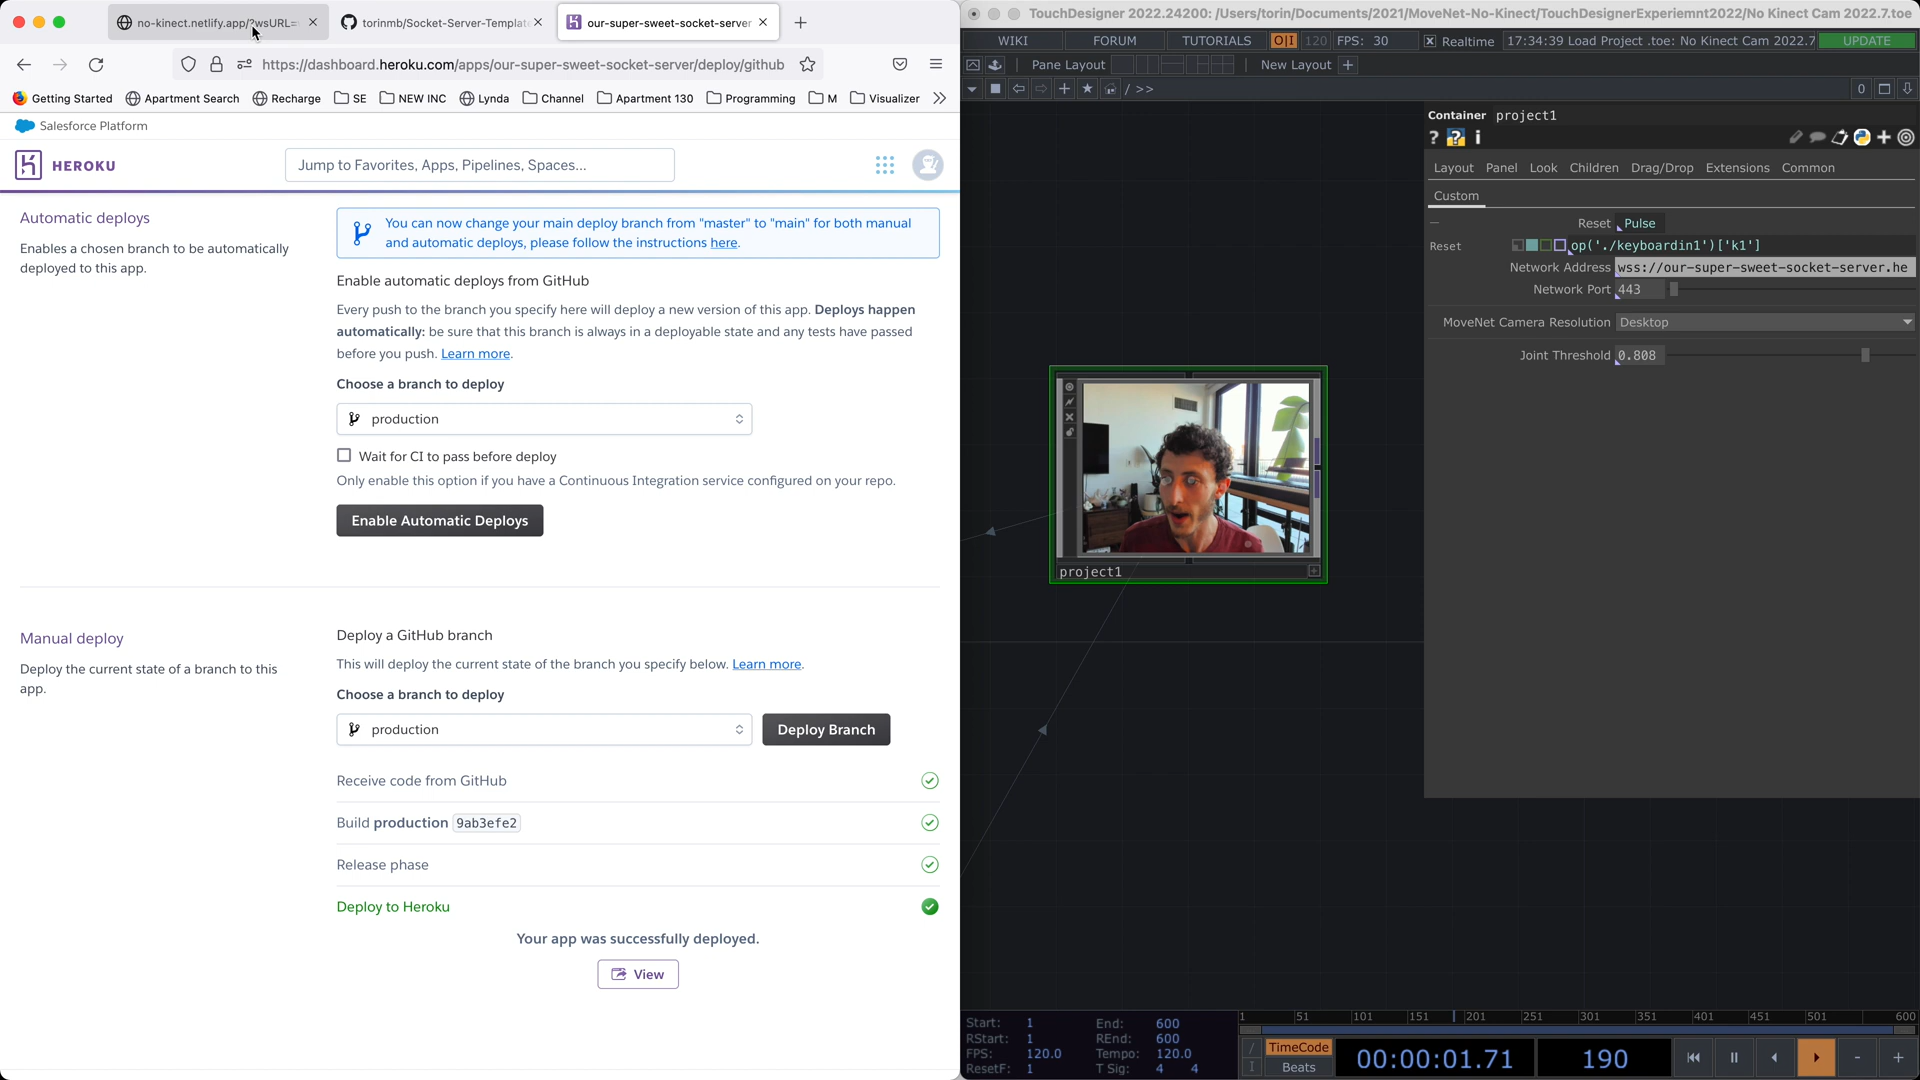 no-kinect.netlify.app/?wsURL=
torinmb/Socket-Server-Template
our-super-sweet-socket-server
https://dashboard.heroku.com/apps/our-super-sweet-socket-server/deploy/github
Getting Started
Apartment Search
Recharge
SE
NEW INC
Lynda
Channel
Apartment 130
Programming
M
Visualizer
Salesforce Platform
HEROKU
Jump to Favorites, Apps, Pipelines, Spaces...
Automatic deploys
Enables a chosen branch to be automatically
deployed to this app.
You can now change your main deploy branch from "master" to "main" for both manual
and automatic deploys, please follow the instructions here.
Enable automatic deploys from GitHub
Every push to the branch you specify here will deploy a new version of this app. Deploys happen
automatically: be sure that this branch is always in a deployable state and any tests have passed
before you push. Learn more.
Choose a branch to deploy
production
Wait for CI to pass before deploy
Only enable this option if you have a Continuous Integration service configured on your repo.
Enable Automatic Deploys
Manual deploy
Deploy the current state of a branch to this
app.
Deploy a GitHub branch
This will deploy the current state of the branch you specify below. Learn more.
Choose a branch to deploy
production
Deploy Branch
Receive code from GitHub
Build production 9ab3efe2
Release phase
Deploy to Heroku
Your app was successfully deployed.
View
TouchDesigner 2022.24200: /Users/torin/Documents/2021/MoveNet-No-Kinect/TouchDesignerExperiemnt2022/No Kinect Cam 2022.7.toe
WIKI
FORUM
TUTORIALS
O|I
120
FPS: 30
Realtime
17:34:39 Load Project .toe: No Kinect Cam 2022.7
UPDATE
Pane Layout
New Layout
/ >>
0
Container project1
Layout Panel Look Children Drag/Drop Extensions Common
Custom
Reset Pulse
Reset op('./keyboardin1')['k1']
Network Address wss://our-super-sweet-socket-server.he
Network Port 443
MoveNet Camera Resolution Desktop
Joint Threshold 0.808
project1
Start: 1 End: 600
RStart: 1 REnd: 600
FPS: 120.0 Tempo: 120.0
ResetF: 1 T Sig: 4 4
1 51 101 151 201 251 301 351 401 451 501 600
TimeCode
Beats
00:00:01.71
190